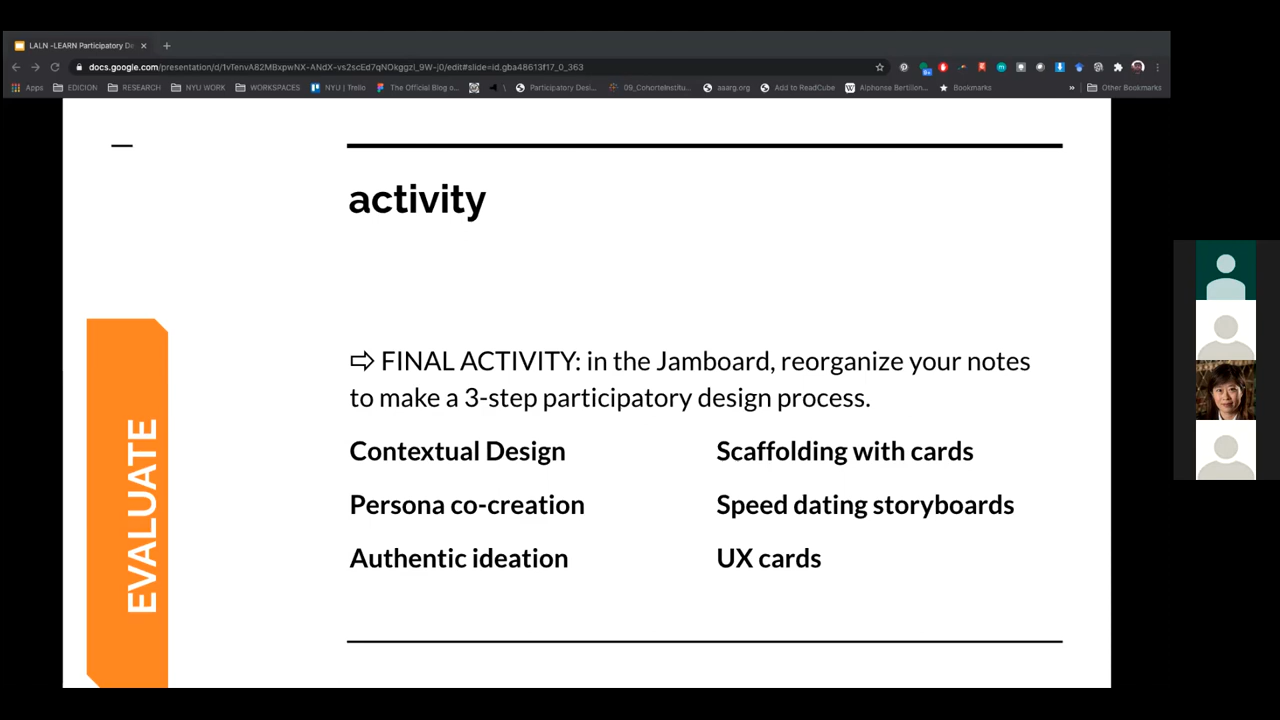 LALN -LEARN Participatory De
docs.google.com/presentation/d/1vTenvA82MBxpwNX-ANdX-vs2scEd7qNOkggzI_9W-j0/edit#slide=id.gba48613f17_0_363
Apps EDICION RESEARCH NYU WORK WORKSPACES NYU | Trello The Official Blog o... Participatory Desi... 09_CohorteInstitu... aaarg.org Add to ReadCube Alphonse Bertillon... Bookmarks » Other Bookmarks
activity
⇨ FINAL ACTIVITY: in the Jamboard, reorganize your notes
to make a 3-step participatory design process.
Contextual Design Scaffolding with cards
Persona co-creation Speed dating storyboards
Authentic ideation UX cards
EVALUATE